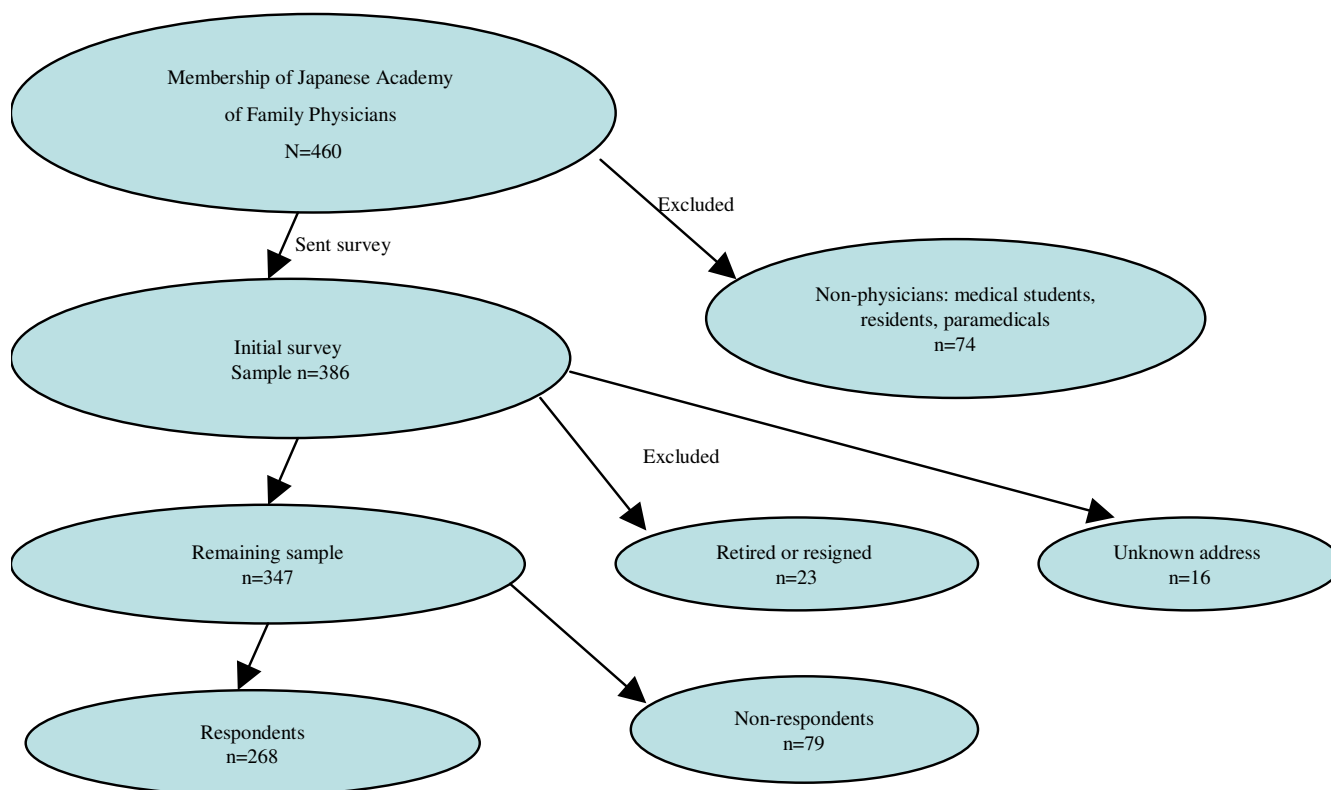 Membership of Japanese Academy
of Family Physicians
N=460
Excluded
Sent survey
Non-physicians: medical students,
residents, paramedicals
n=74
Initial survey
Sample n=386
Excluded
Remaining sample
n=347
Retired or resigned
n=23
Unknown address
n=16
Respondents
n=268
Non-respondents
n=79